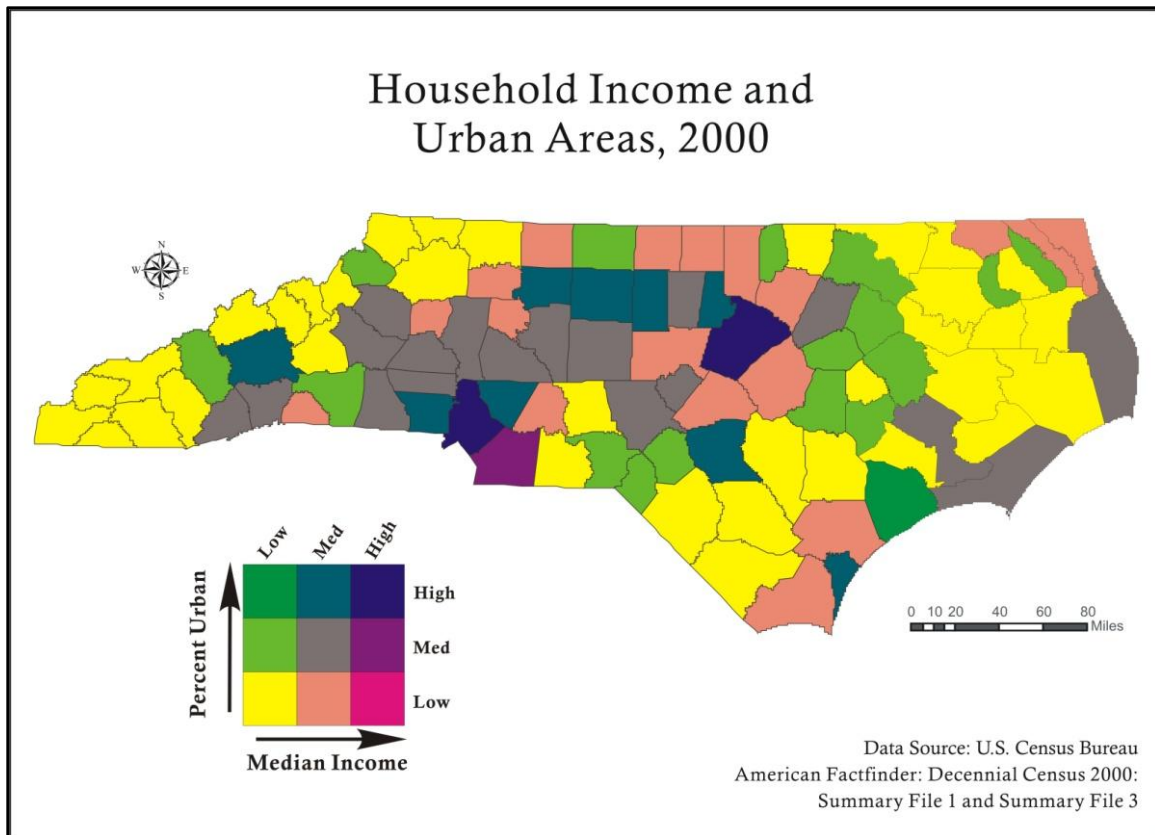 Household Income and
Urban Areas, 2000
N
W E
S
Low Med High
High
Med
Low
Percent Urban
Median Income
0 10 20 40 60 80
Miles
Data Source: U.S. Census Bureau
American Factfinder: Decennial Census 2000:
Summary File 1 and Summary File 3